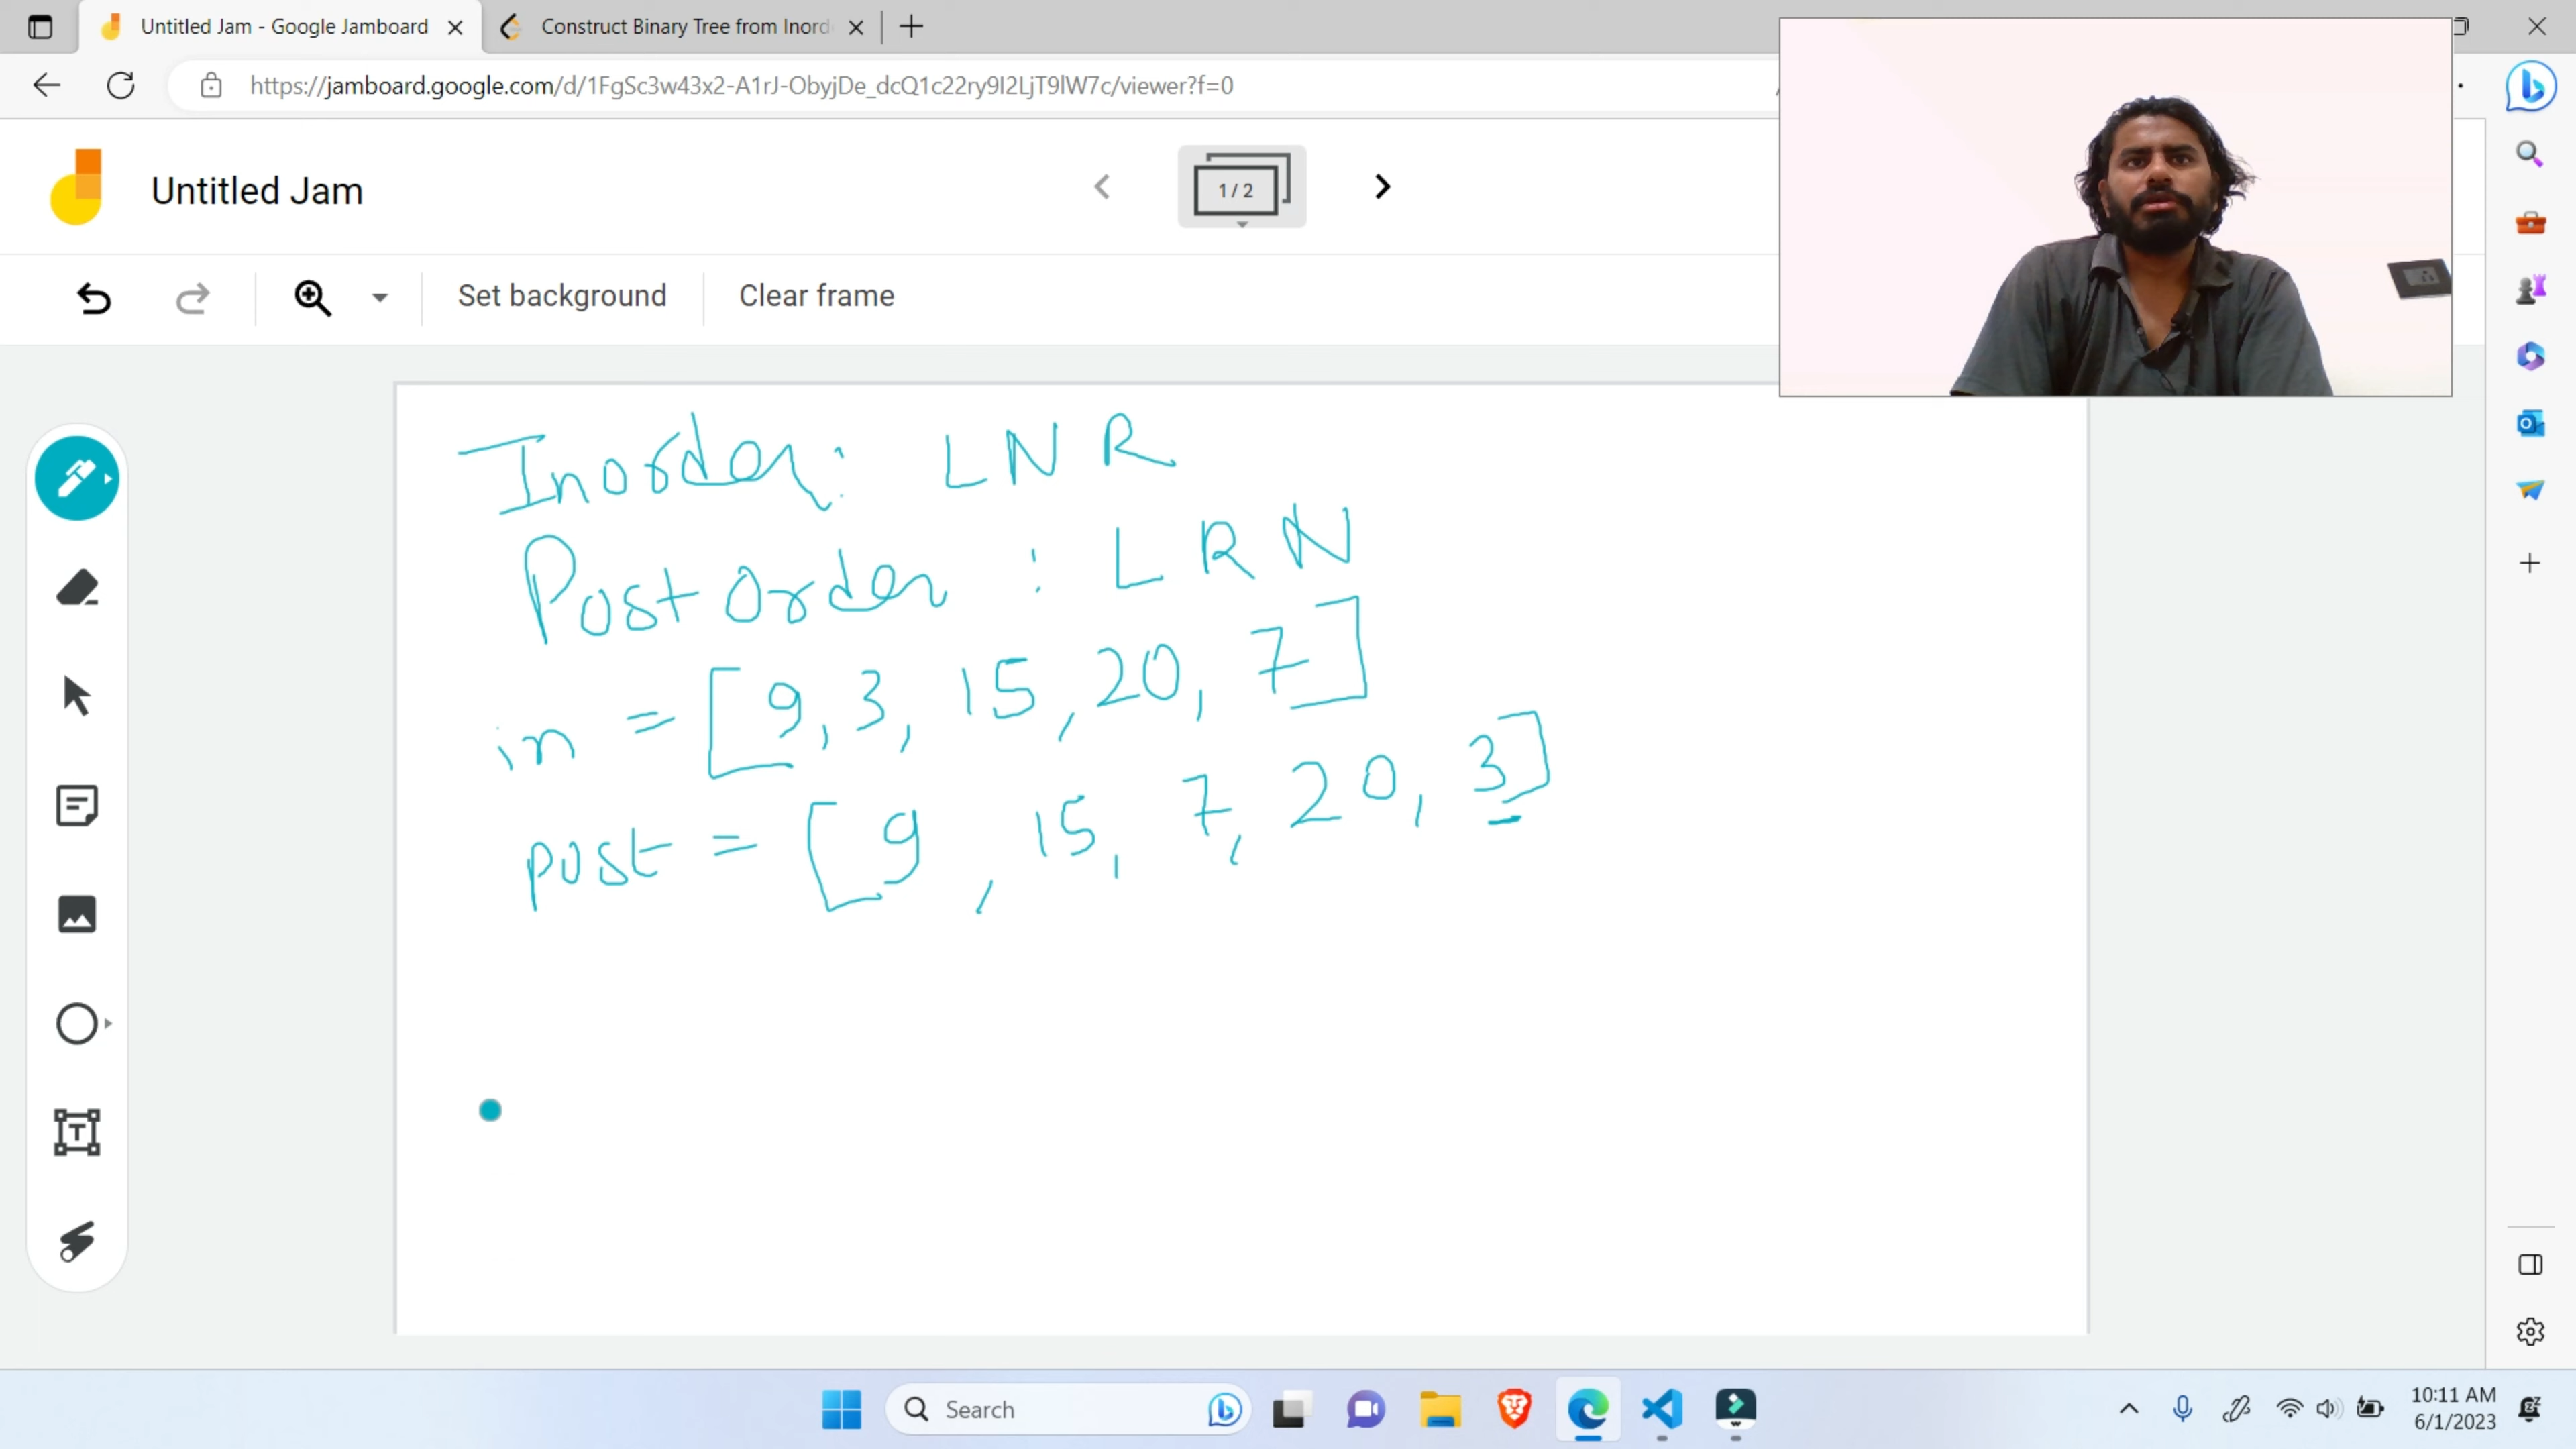 Untitled Jam - Google Jamboard
Construct Binary Tree from Inord
https://jamboard.google.com/d/1FgSc3w43x2-A1rJ-ObyjDe_dcQ1c22ry9I2LjT9lW7c/viewer?f=0
Untitled Jam
1 / 2
Set background
Clear frame
Inorder: LNR
PostOrder : LRN
in = [9, 3, 15, 20, 7]
post = [9, 15, 7, 20, 3]
Search
10:11 AM
6/1/2023